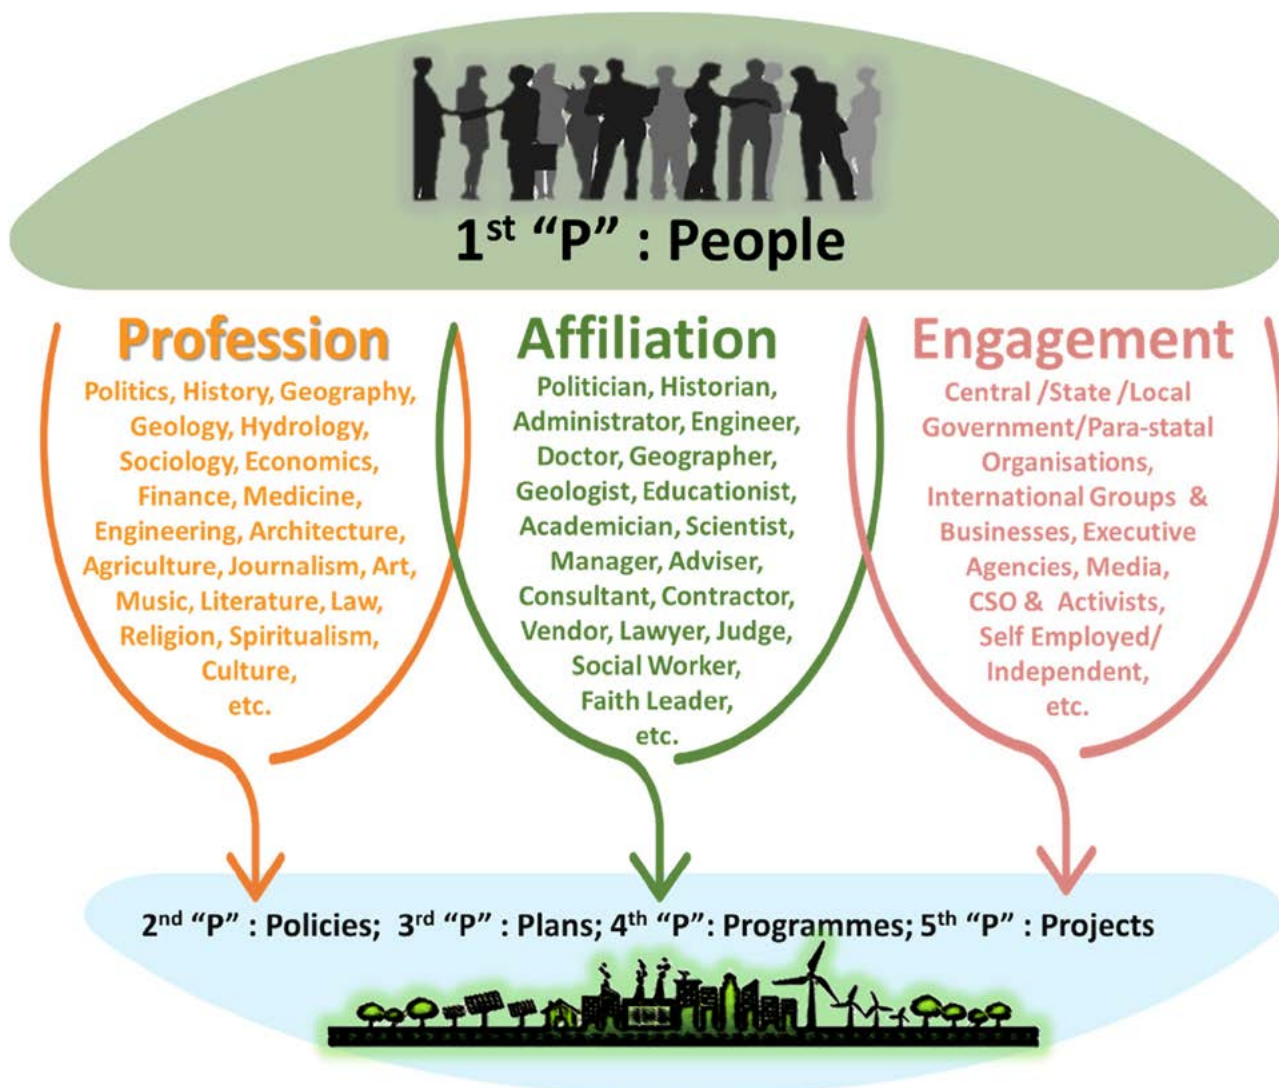 1st “P” : People
Profession
Politics, History, Geography,
Geology, Hydrology,
Sociology, Economics,
Finance, Medicine,
Engineering, Architecture,
Agriculture, Journalism, Art,
Music, Literature, Law,
Religion, Spiritualism,
Culture,
etc.
Affiliation
Politician, Historian,
Administrator, Engineer,
Doctor, Geographer,
Geologist, Educationist,
Academician, Scientist,
Manager, Adviser,
Consultant, Contractor,
Vendor, Lawyer, Judge,
Social Worker,
Faith Leader,
etc.
Engagement
Central /State /Local
Government/Para-statal
Organisations,
International Groups &
Businesses, Executive
Agencies, Media,
CSO & Activists,
Self Employed/
Independent,
etc.
2nd “P” : Policies; 3rd “P” : Plans; 4th “P”: Programmes; 5th “P” : Projects